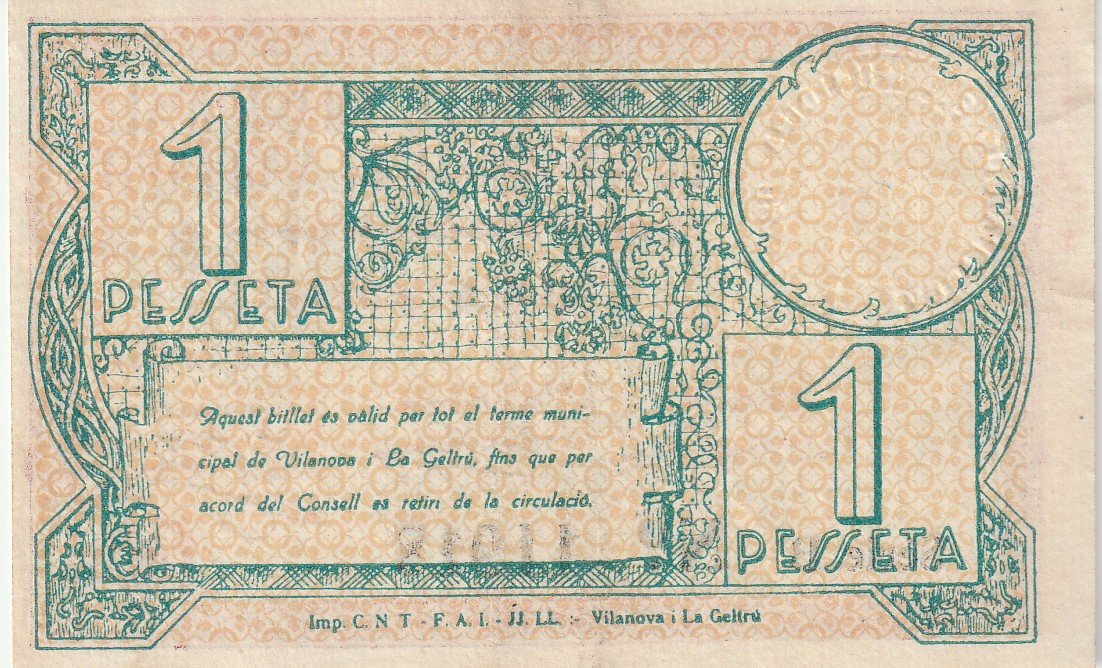 1
PESSETA
Aquest bitllet és valid per tot el terme muni-
cipal de Vilanova i La Geltrú, fins que per
acord del Consell es retiri de la circulació.
1
PESSETA
Imp. C. N T - F. A. I. - JJ. LL. :- Vilanova i La Geltrú